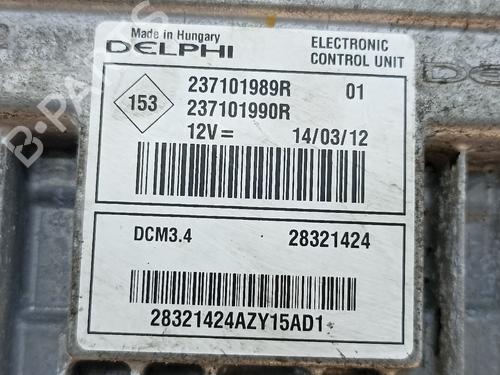 Made in Hungary
DELPHI
ELECTRONIC
CONTROL UNIT
153
237101989R 01
237101990R
12V= 14/03/12
DCM3.4 28321424
28321424AZY15AD1
B-PARTS